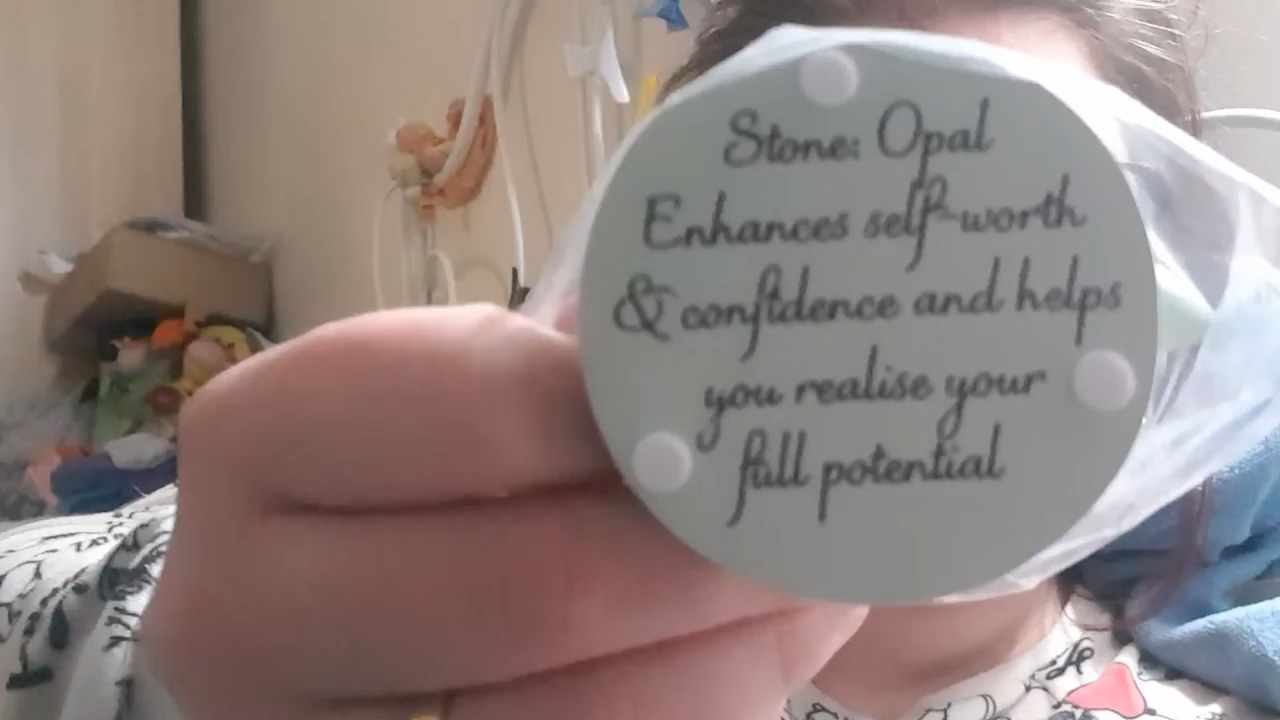 Stone: Opal
Enhances self-worth
& confidence and helps
you realise your
full potential